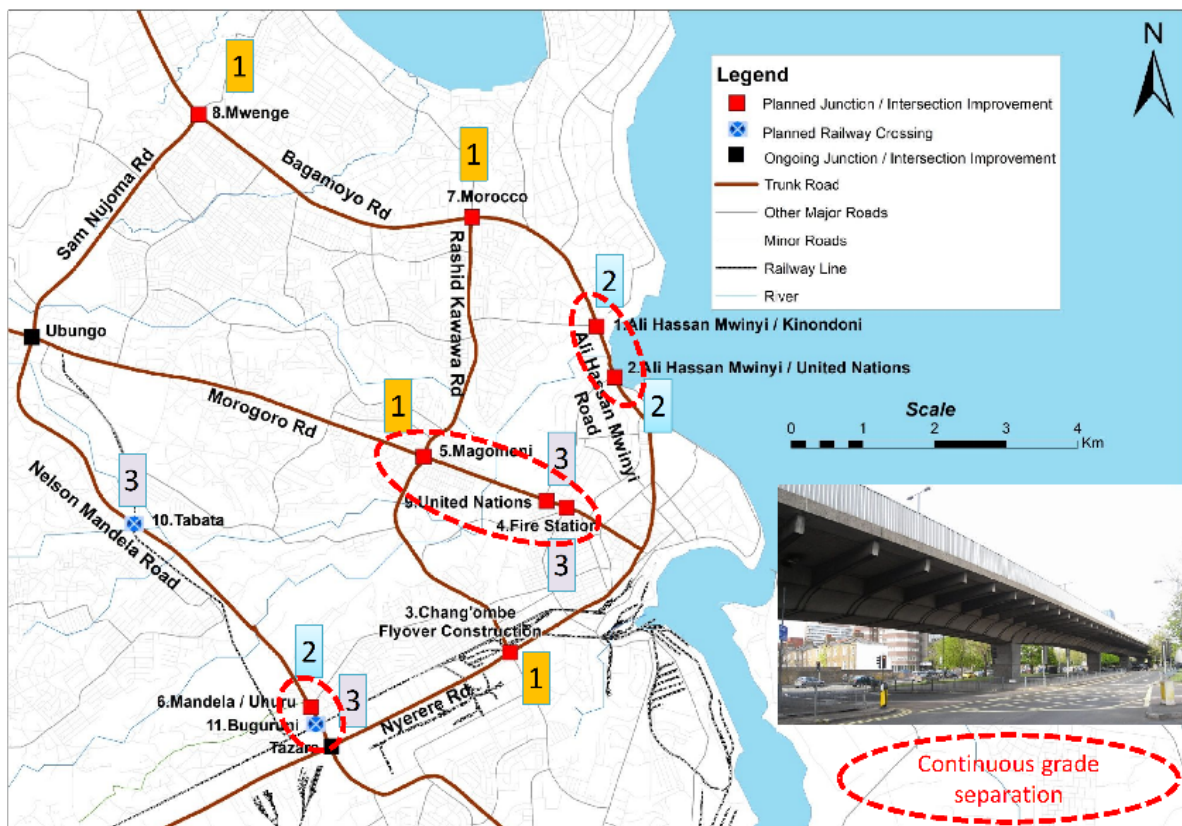 N
Legend
Planned Junction / Intersection Improvement
Planned Railway Crossing
Ongoing Junction / Intersection Improvement
Trunk Road
Other Major Roads
Minor Roads
Railway Line
River
1
8.Mwenge
1
7.Morocco
Bagamoyo Rd
Sam Nujoma Rd
Rashid Kawawa Rd
2
1.Ali Hassan Mwinyi / Kinondoni
Ubungo
2.Ali Hassan Mwinyi / United Nations
Ali Hassan Mwinyi
Road
2
Morogoro Rd
1
Scale
0 1 2 3 4
Km
5.Magomeni
3
9.United Nations
4.Fire Station
3
3
10.Tabata
Nelson Mandela Road
3.Chang'ombe
Flyover Construction
1
2
6.Mandela / Uhuru
3
11.Buguruni
Tazara
Nyerere Rd
Continuous grade
separation